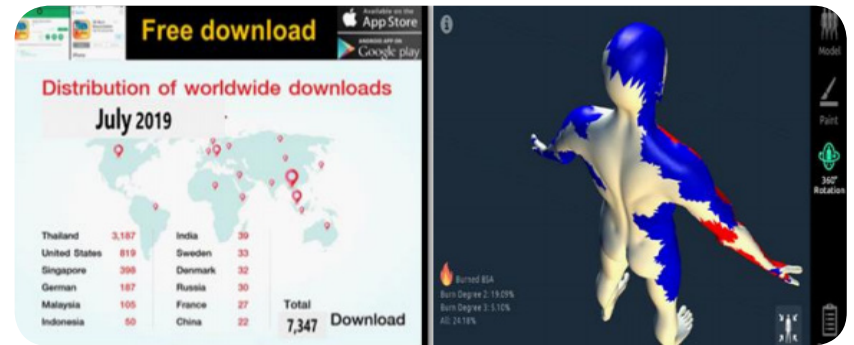 Free download
Available on the
App Store
ANDROID APP ON
Google play
Distribution of worldwide downloads
July 2019
Thailand 3,187
United States 819
Singapore 398
German 187
Malaysia 105
Indonesia 50
India 39
Sweden 33
Denmark 32
Russia 30
France 27
China 22
Total
7,347 Download
Model
Paint
360°
Rotation
Burned BSA
Burn Degree 2: 19.09%
Burn Degree 3: 5.10%
All: 24.18%